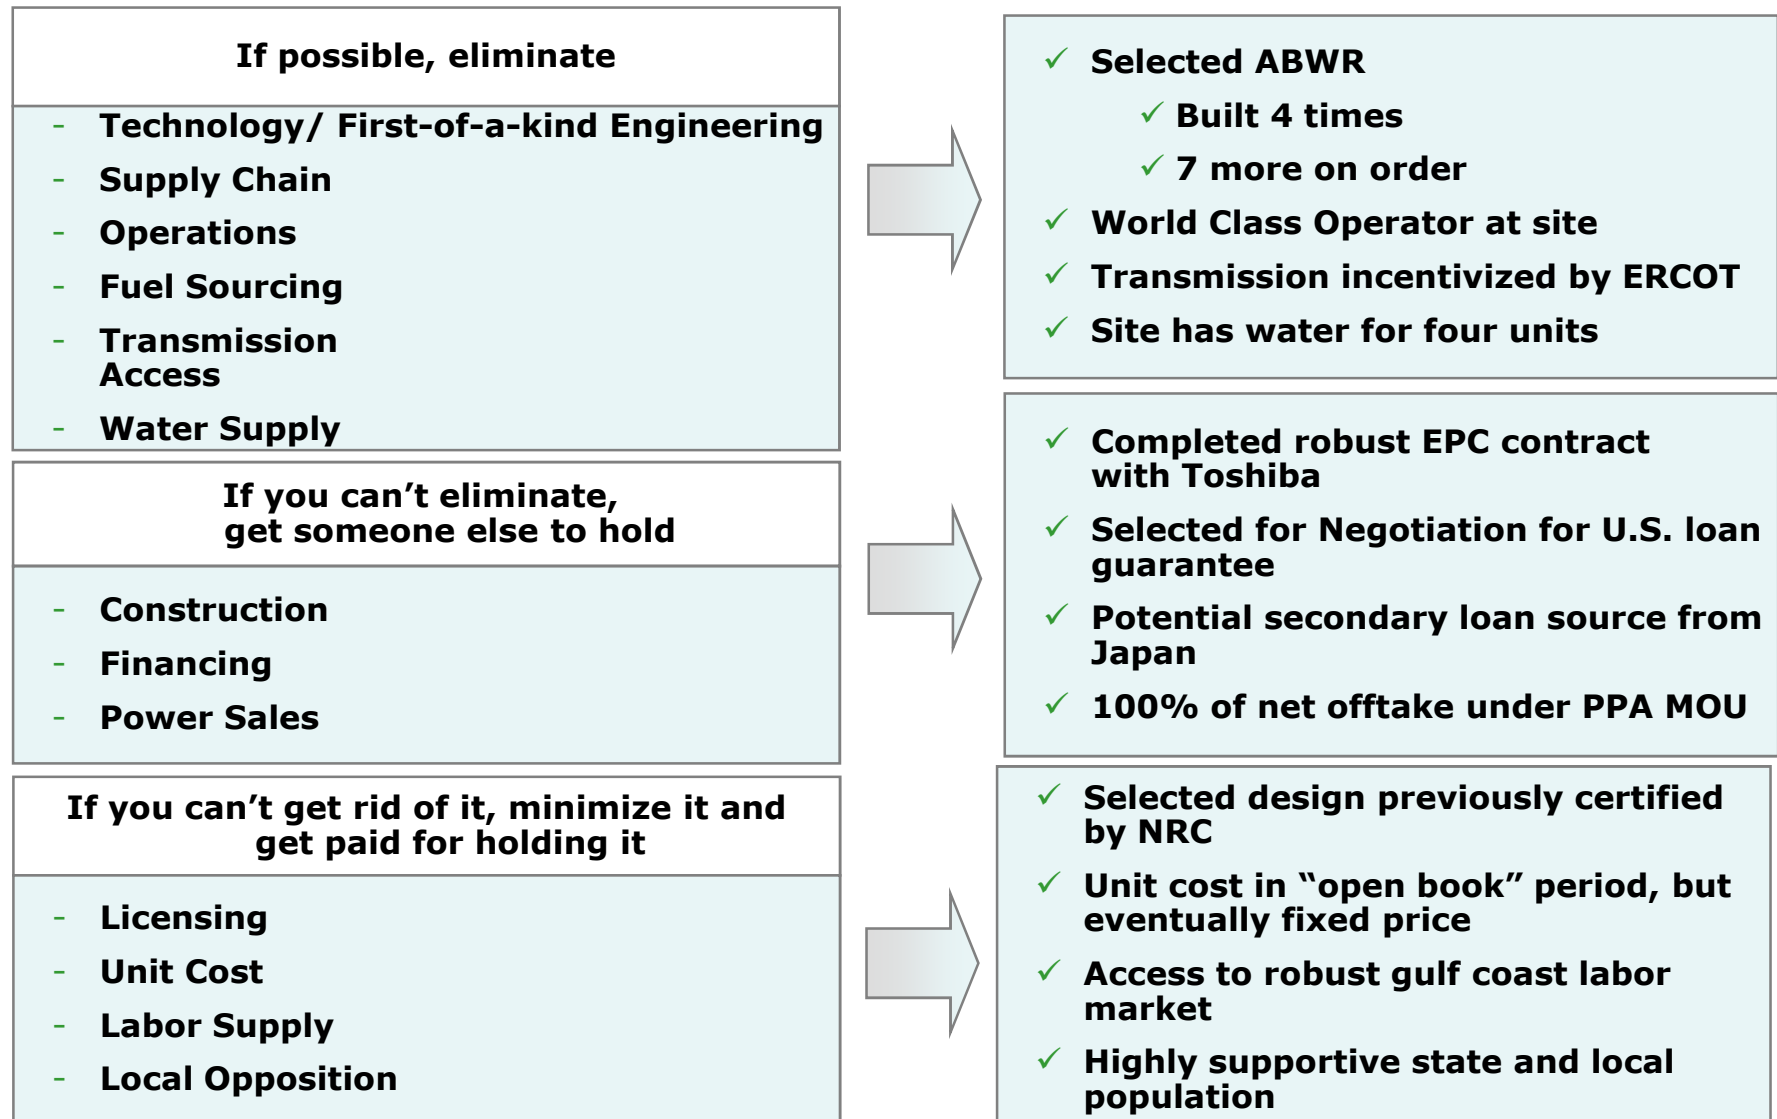 If possible, eliminate
- Technology/ First-of-a-kind Engineering
- Supply Chain
- Operations
- Fuel Sourcing
- Transmission
Access
- Water Supply
✓ Selected ABWR
✓ Built 4 times
✓ 7 more on order
✓ World Class Operator at site
✓ Transmission incentivized by ERCOT
✓ Site has water for four units
If you can’t eliminate,
get someone else to hold
- Construction
- Financing
- Power Sales
✓ Completed robust EPC contract
with Toshiba
✓ Selected for Negotiation for U.S. loan
guarantee
✓ Potential secondary loan source from
Japan
✓ 100% of net offtake under PPA MOU
If you can’t get rid of it, minimize it and
get paid for holding it
- Licensing
- Unit Cost
- Labor Supply
- Local Opposition
✓ Selected design previously certified
by NRC
✓ Unit cost in “open book” period, but
eventually fixed price
✓ Access to robust gulf coast labor
market
✓ Highly supportive state and local
population